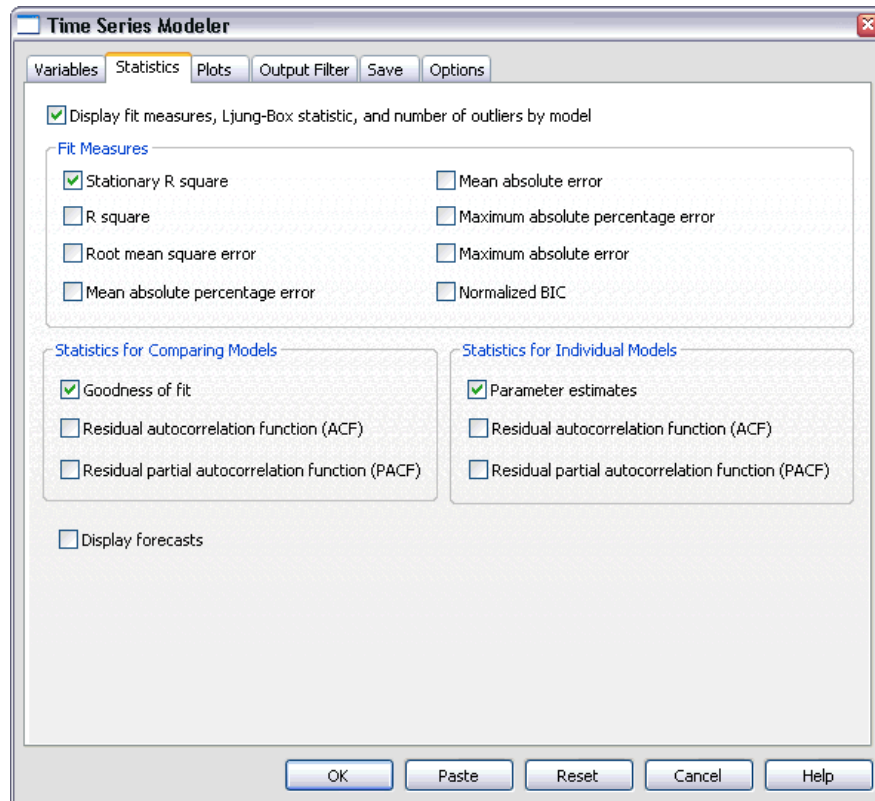 Time Series Modeler
Variables Statistics Plots Output Filter Save Options
Display fit measures, Ljung-Box statistic, and number of outliers by model
Fit Measures
Stationary R square
R square
Root mean square error
Mean absolute percentage error
Mean absolute error
Maximum absolute percentage error
Maximum absolute error
Normalized BIC
Statistics for Comparing Models
Goodness of fit
Residual autocorrelation function (ACF)
Residual partial autocorrelation function (PACF)
Statistics for Individual Models
Parameter estimates
Residual autocorrelation function (ACF)
Residual partial autocorrelation function (PACF)
Display forecasts
OK Paste Reset Cancel Help